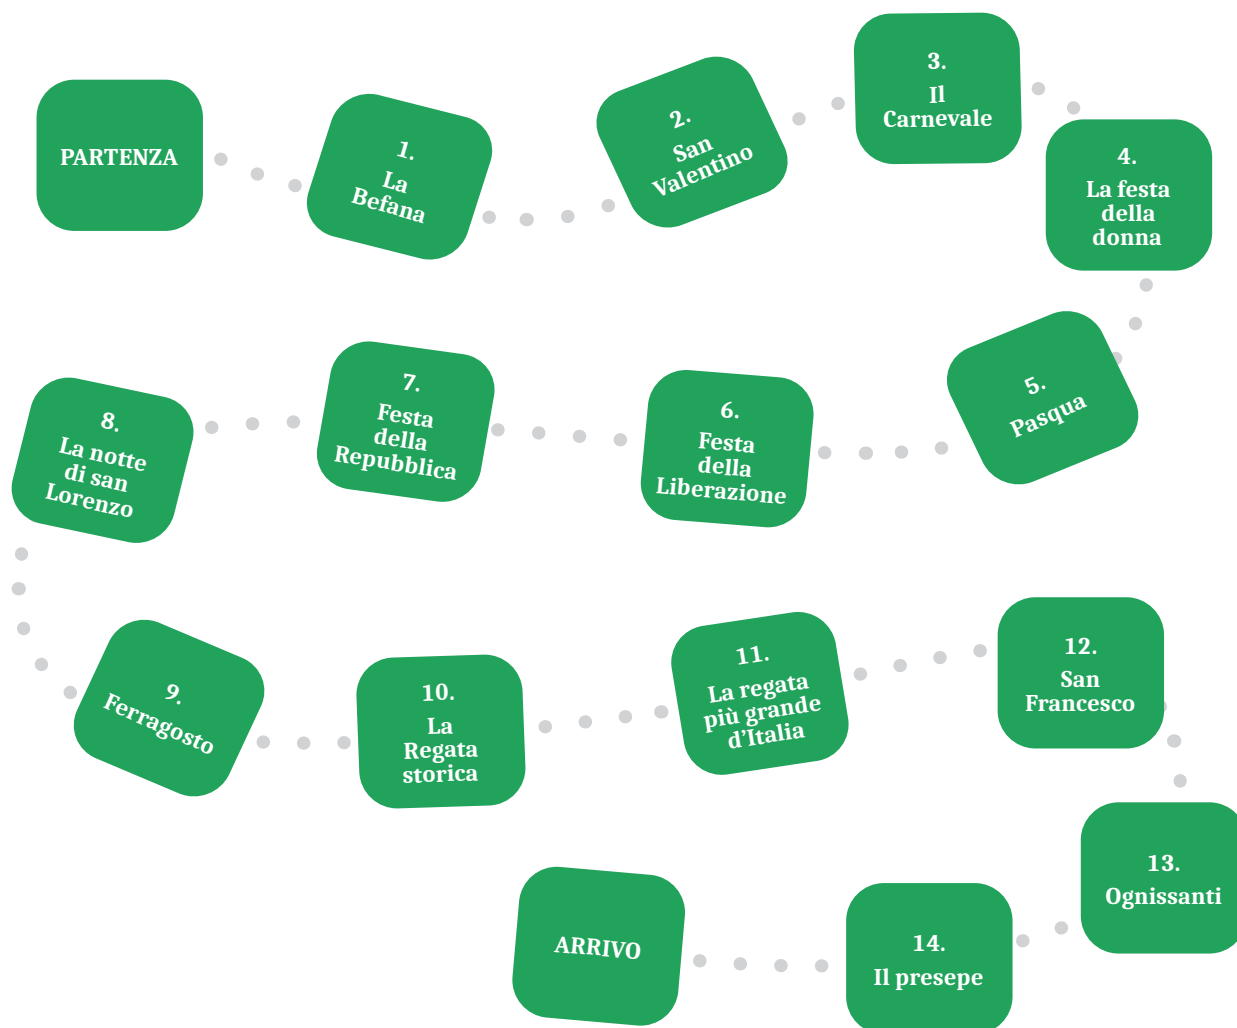 PARTENZA
1.
La
Befana
2.
San
Valentino
3.
Il
Carnevale
4.
La festa
della
donna
5.
Pasqua
6.
Festa
della
Liberazione
7.
Festa
della
Repubblica
8.
La notte
di san
Lorenzo
9.
Ferragosto
10.
La
Regata
storica
11.
La regata
più grande
d’Italia
12.
San
Francesco
13.
Ognissanti
14.
Il presepe
ARRIVO